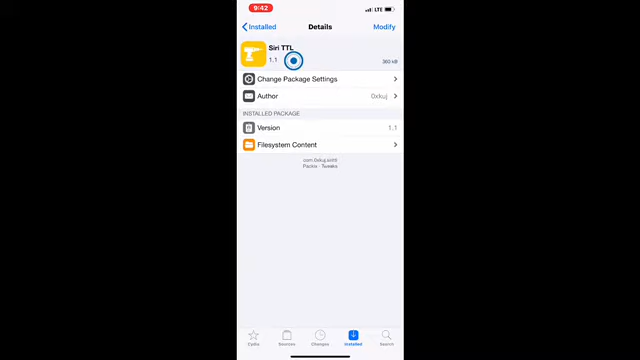 9:42
LTE
Installed
Details
Modify
Siri TTL
1.1
360 kB
Change Package Settings
Author
0xkuj
INSTALLED PACKAGE
Version
1.1
Filesystem Content
Packix · Tweaks
Cydia
Sources
Changes
Installed
Search